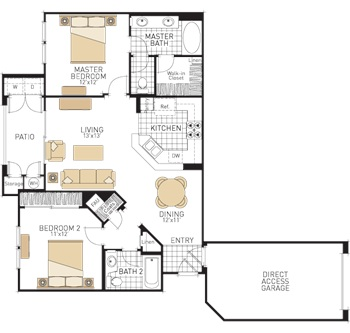 MASTER
BATH
MASTER
BEDROOM
12'x12'
Linen
Walk-in
Closet
W
D
Ref.
PATIO
LIVING
13'x13'
KITCHEN
DW
Storage
WH
FAU
DINING
12'x11'
BEDROOM 2
11'x12'
Linen
ENTRY
BATH 2
DIRECT
ACCESS
GARAGE